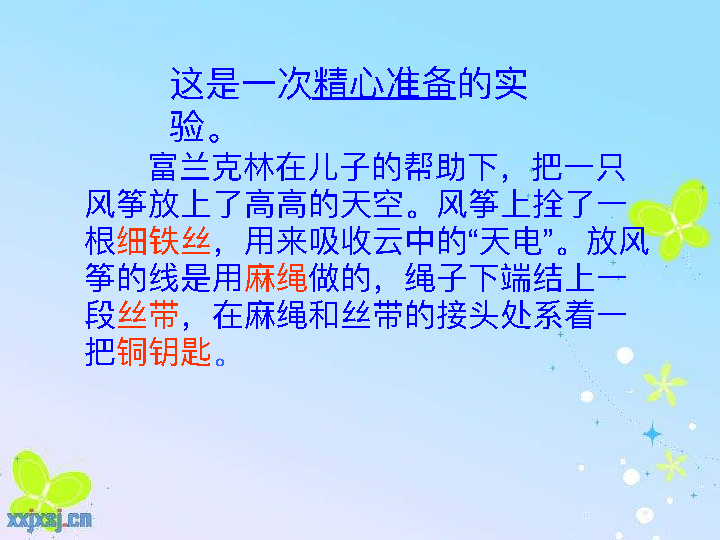 这是一次精心准备的实
验。
富兰克林在儿子的帮助下，把一只
风筝放上了高高的天空。风筝上拴了一
根细铁丝，用来吸收云中的“天电”。放风
筝的线是用麻绳做的，绳子下端结上一
段丝带，在麻绳和丝带的接头处系着一
把铜钥匙。
xxjxsj.cn